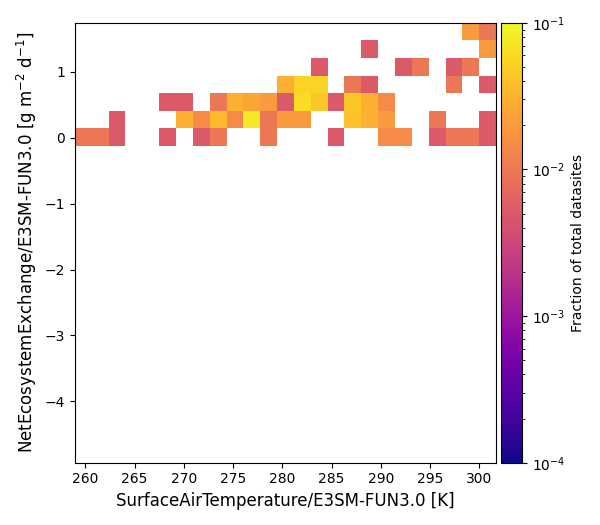 NetEcosystemExchange/E3SM-FUN3.0 [g m⁻² d⁻¹]
1
0
−1
−2
−3
−4
260 265 270 275 280 285 290 295 300
SurfaceAirTemperature/E3SM-FUN3.0 [K]
10⁻¹
10⁻²
10⁻³
10⁻⁴
Fraction of total datasites